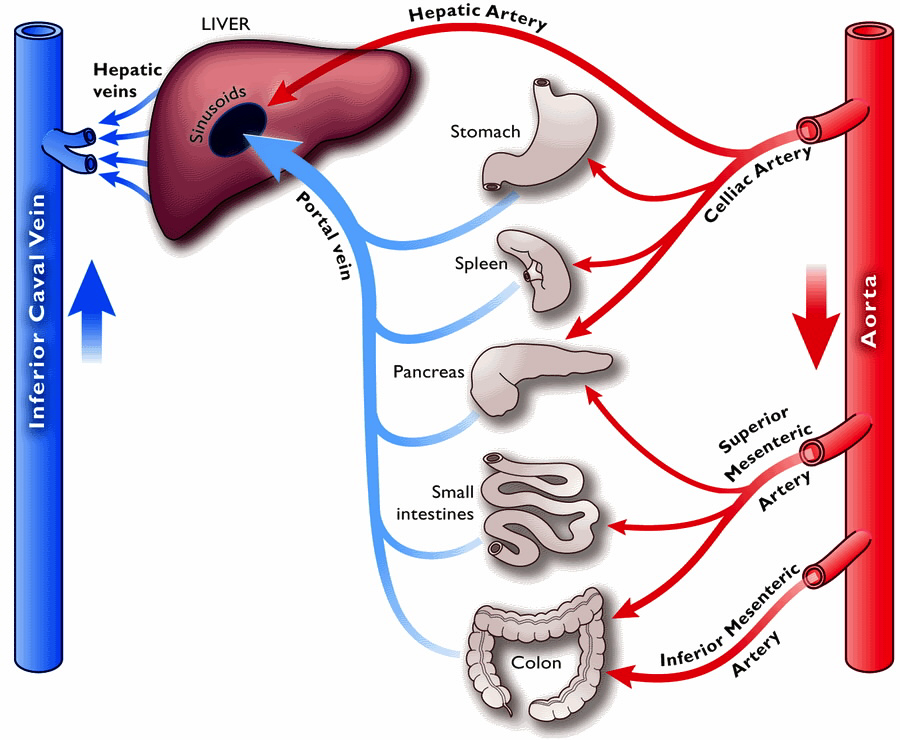 LIVER
Hepatic Artery
Hepatic
veins
Sinusoids
Stomach
Celliac Artery
Portal vein
Spleen
Inferior Caval Vein
Aorta
Pancreas
Superior
Mesenteric
Artery
Small
intestines
Inferior Mesenteric
Artery
Colon